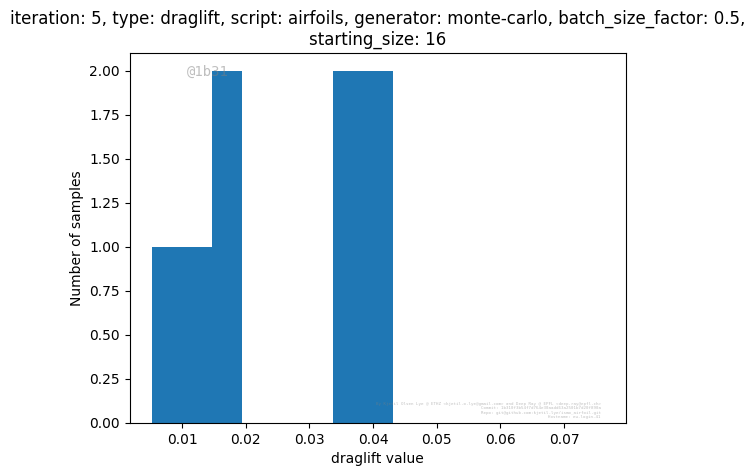 iteration: 5, type: draglift, script: airfoils, generator: monte-carlo, batch_size_factor: 0.5,
starting_size: 16
@1b31
2.00
1.75
1.50
1.25
1.00
0.75
0.50
0.25
0.00
Number of samples
0.01 0.02 0.03 0.04 0.05 0.06 0.07
draglift value